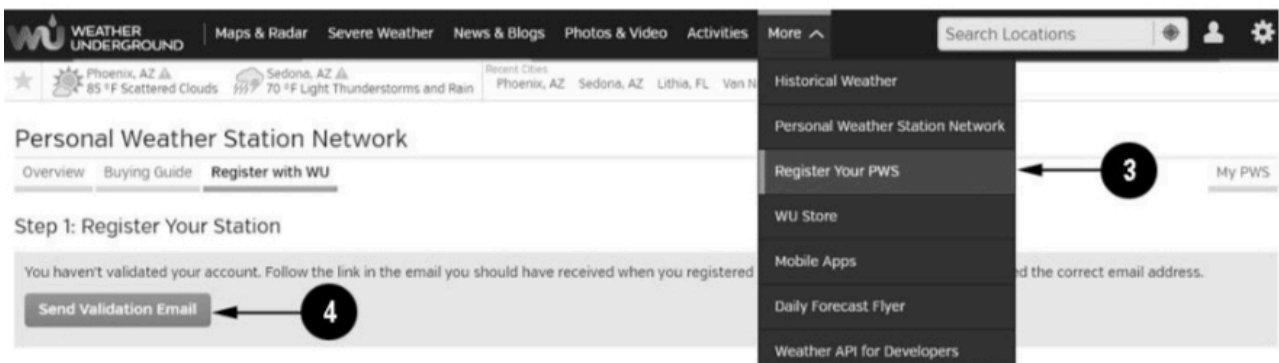 wu WEATHER UNDERGROUND Maps & Radar Severe Weather News & Blogs Photos & Video Activities More Search Locations
Recent Cities
Phoenix, AZ
85 °F Scattered Clouds
Sedona, AZ
70 °F Light Thunderstorms and Rain
Phoenix, AZ Sedona, AZ Lithia, FL Van N
Historical Weather
Personal Weather Station Network
Register Your PWS
WU Store
Mobile Apps
Daily Forecast Flyer
Weather API for Developers
3
Personal Weather Station Network
Overview Buying Guide Register with WU My PWS
Step 1: Register Your Station
You haven't validated your account. Follow the link in the email you should have received when you registered
the correct email address.
Send Validation Email
4